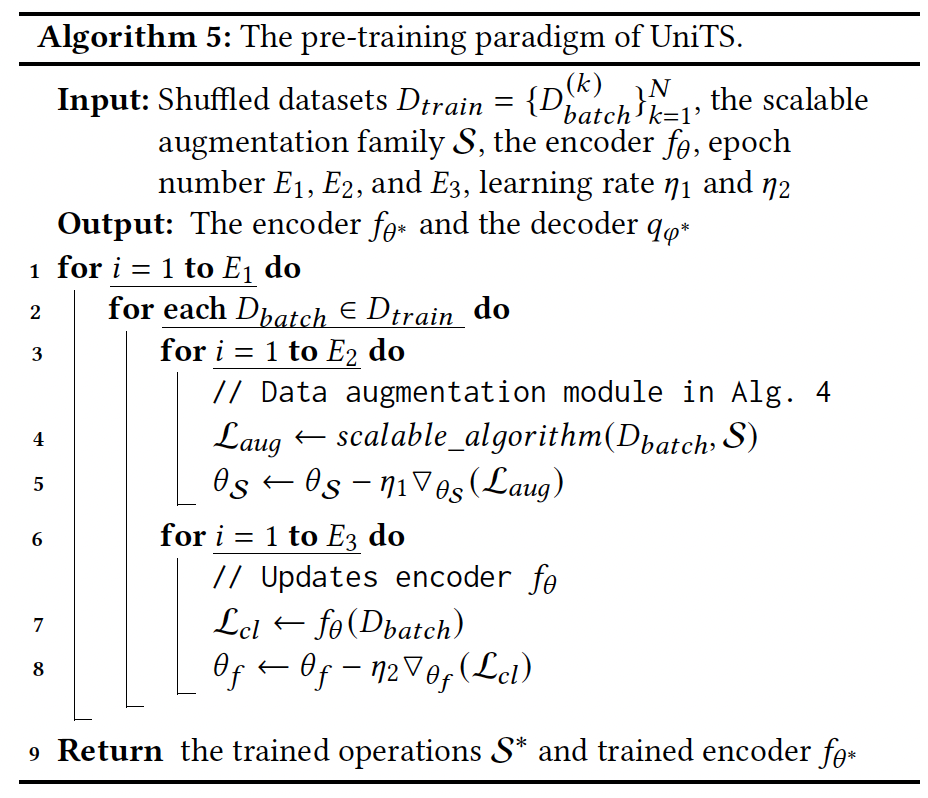 Algorithm 5: The pre-training paradigm of UniTS.
Input: Shuffled datasets $D_{train} = \{D_{batch}^{(k)}\}_{k=1}^{N}$, the scalable
augmentation family $\mathcal{S}$, the encoder $f_\theta$, epoch
number $E_1$, $E_2$, and $E_3$, learning rate $\eta_1$ and $\eta_2$
Output: The encoder $f_{\theta^*}$ and the decoder $q_{\varphi^*}$
1 for $i = 1$ to $E_1$ do
2 for each $D_{batch} \in D_{train}$ do
3 for $i = 1$ to $E_2$ do
// Data augmentation module in Alg. 4
4 $\mathcal{L}_{aug} \leftarrow scalable\_algorithm(D_{batch}, \mathcal{S})$
5 $\theta_{\mathcal{S}} \leftarrow \theta_{\mathcal{S}} - \eta_1 \nabla_{\theta_{\mathcal{S}}}(\mathcal{L}_{aug})$
6 for $i = 1$ to $E_3$ do
// Updates encoder $f_\theta$
7 $\mathcal{L}_{cl} \leftarrow f_\theta(D_{batch})$
8 $\theta_f \leftarrow \theta_f - \eta_2 \nabla_{\theta_f}(\mathcal{L}_{cl})$
9 Return the trained operations $\mathcal{S}^*$ and trained encoder $f_{\theta^*}$